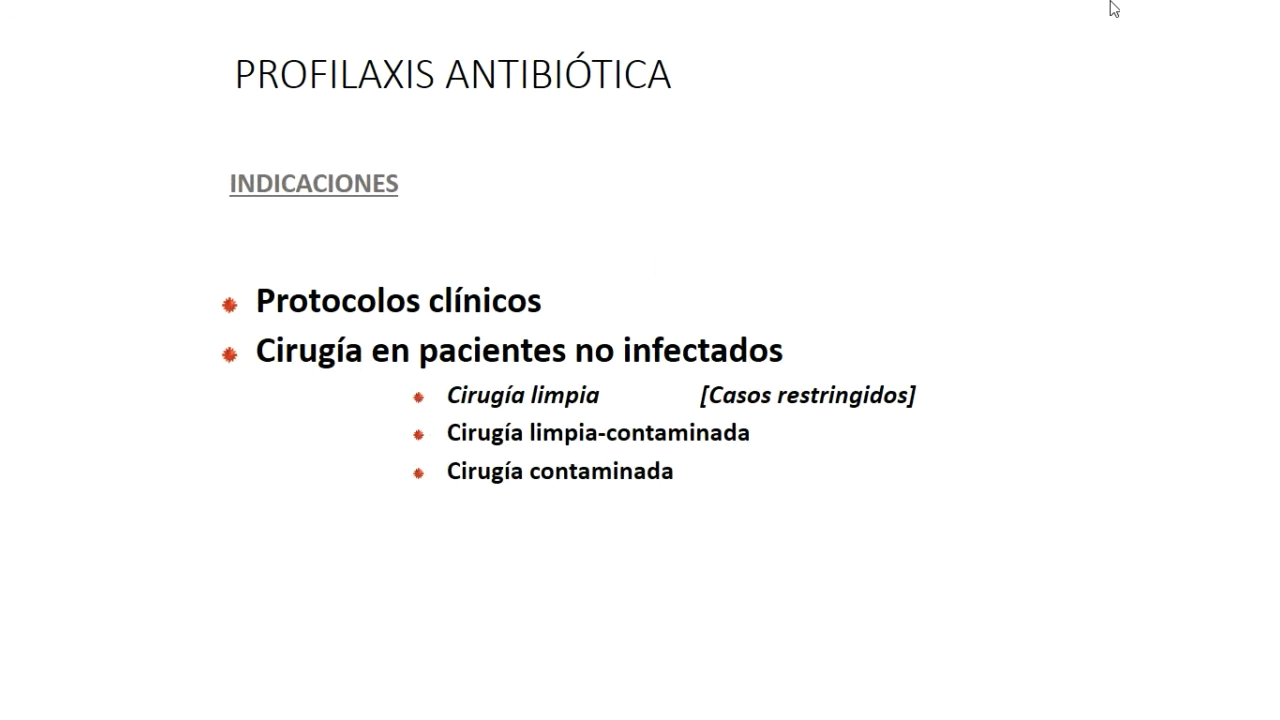 PROFILAXIS ANTIBIÓTICA
INDICACIONES
Protocolos clínicos
Cirugía en pacientes no infectados
Cirugía limpia [Casos restringidos]
Cirugía limpia-contaminada
Cirugía contaminada